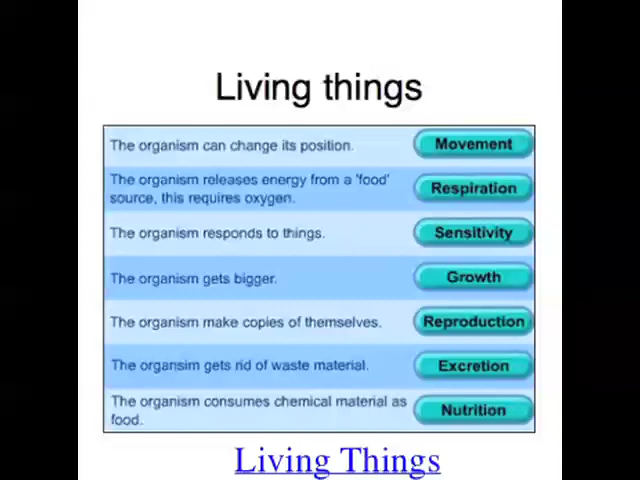 Living things
The organism can change its position. Movement
The organism releases energy from a 'food'
source, this requires oxygen. Respiration
The organism responds to things. Sensitivity
The organism gets bigger. Growth
The organism make copies of themselves. Reproduction
The organsim gets rid of waste material. Excretion
The organism consumes chemical material as
food. Nutrition
Living Things